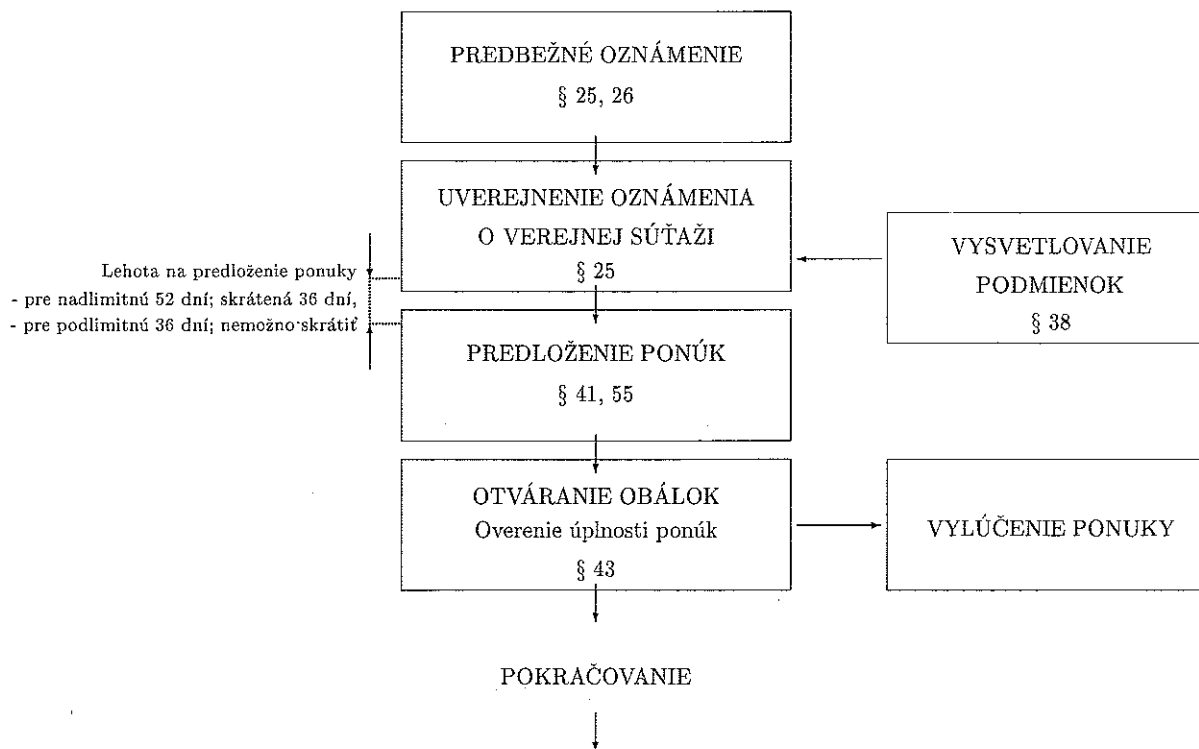 PREDBEŽNÉ OZNÁMENIE
§ 25, 26
UVEREJNENIE OZNÁMENIA
O VEREJNEJ SÚŤAŽI
§ 25
VYSVETLOVANIE
PODMIENOK
§ 38
Lehota na predloženie ponuky
- pre nadlimitnú 52 dní; skrátená 36 dní,
- pre podlimitnú 36 dní; nemožno skrátiť
PREDLOŽENIE PONÚK
§ 41, 55
OTVÁRANIE OBÁLOK
Overenie úplnosti ponúk
§ 43
VYLÚČENIE PONUKY
POKRAČOVANIE